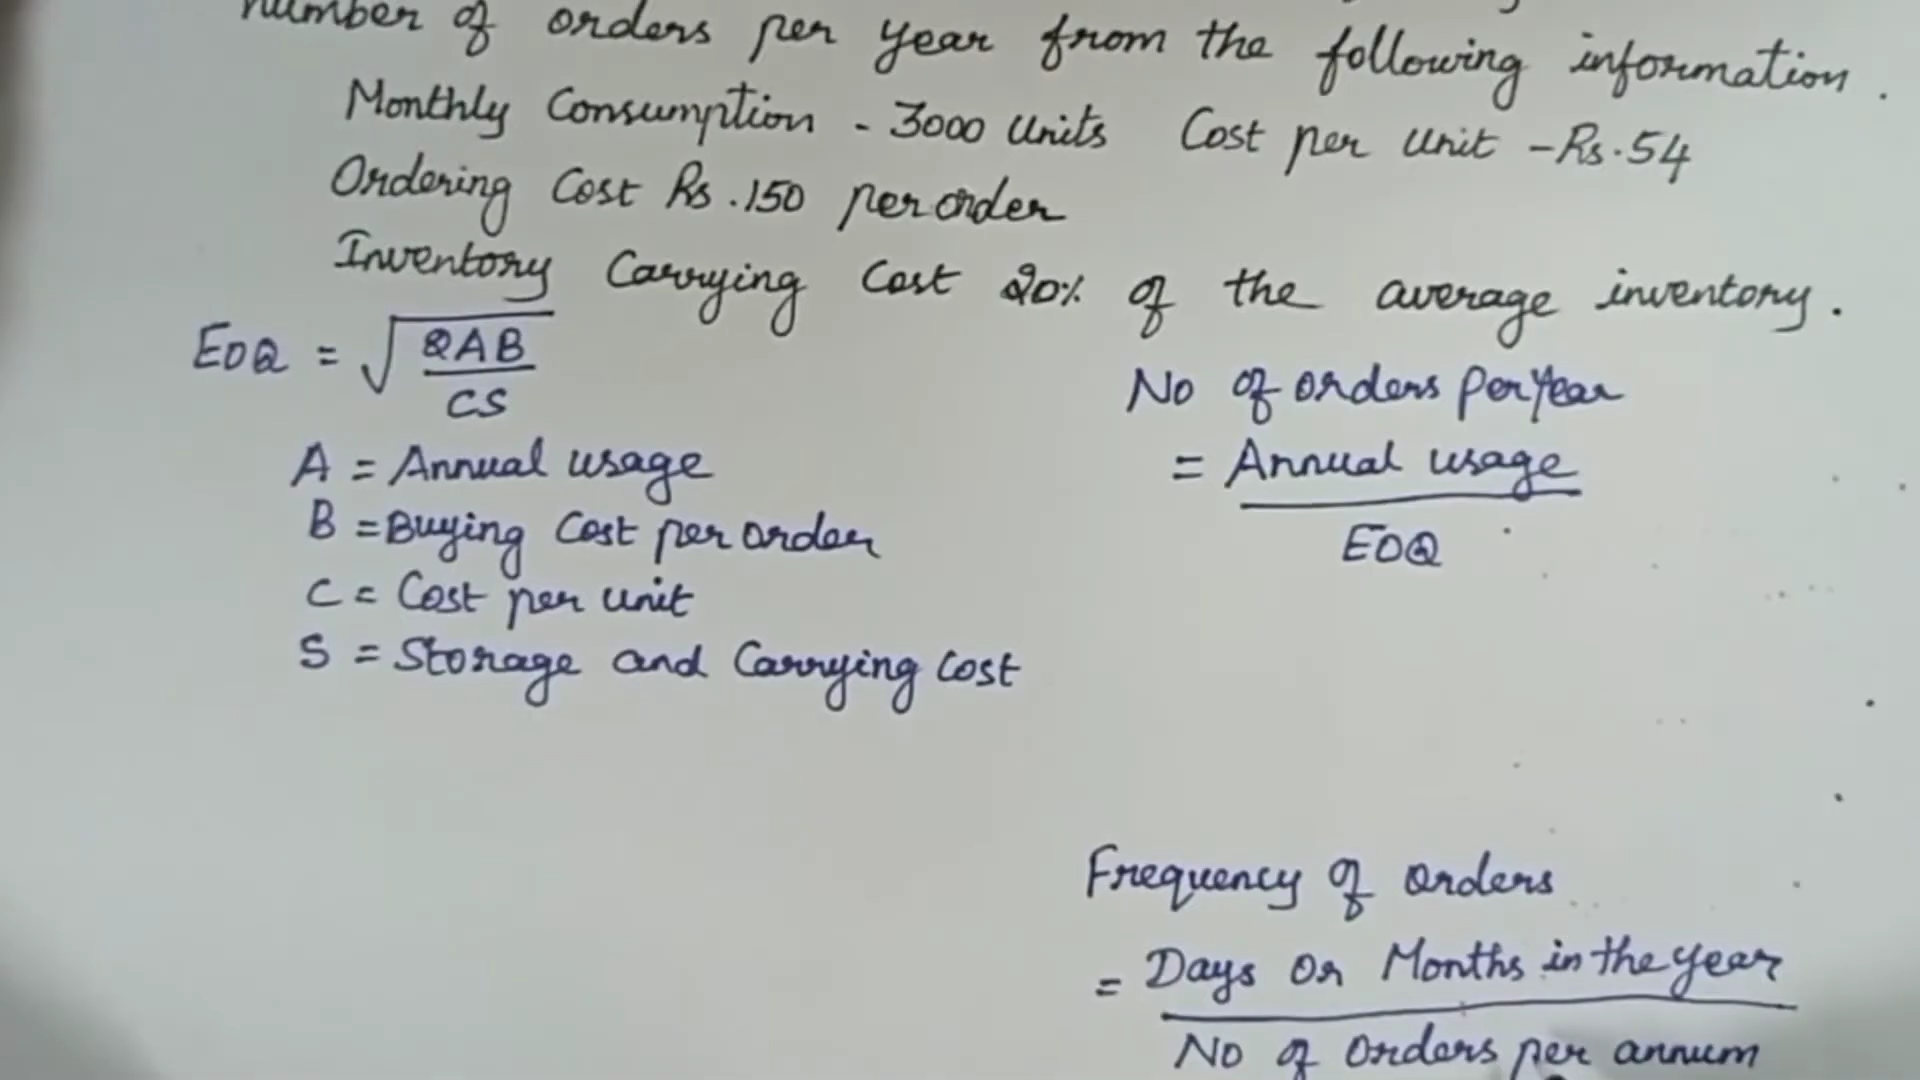 number of orders per year from the following information.
Monthly Consumption - 3000 units Cost per unit - Rs. 54
Ordering Cost Rs. 150 per order
Inventory Carrying Cost 20% of the average inventory.
EOQ = √2AB/CS
A = Annual usage
B = Buying Cost per order
C = Cost per unit
S = Storage and Carrying Cost
No of orders Per Year
= Annual usage
EOQ
Frequency of orders
= Days or Months in the year
No of orders per annum